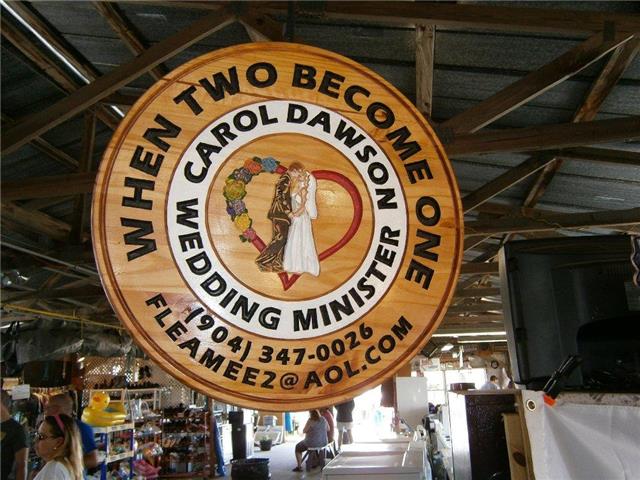 WHEN TWO BECOME ONE
CAROL DAWSON
WEDDING MINISTER
(904) 347-0026
FLEAMEE2@AOL.COM